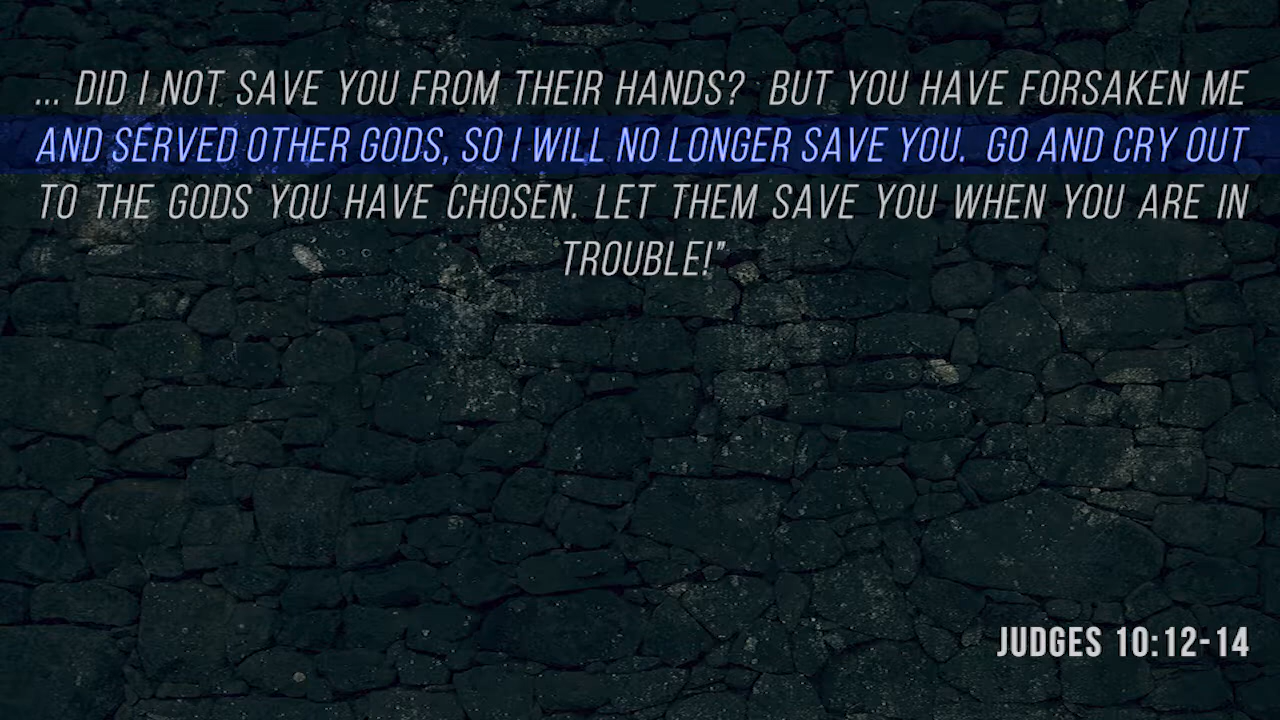 ... DID I NOT SAVE YOU FROM THEIR HANDS?  BUT YOU HAVE FORSAKEN ME
AND SERVED OTHER GODS, SO I WILL NO LONGER SAVE YOU.  GO AND CRY OUT
TO THE GODS YOU HAVE CHOSEN. LET THEM SAVE YOU WHEN YOU ARE IN
TROUBLE!”
JUDGES 10:12-14